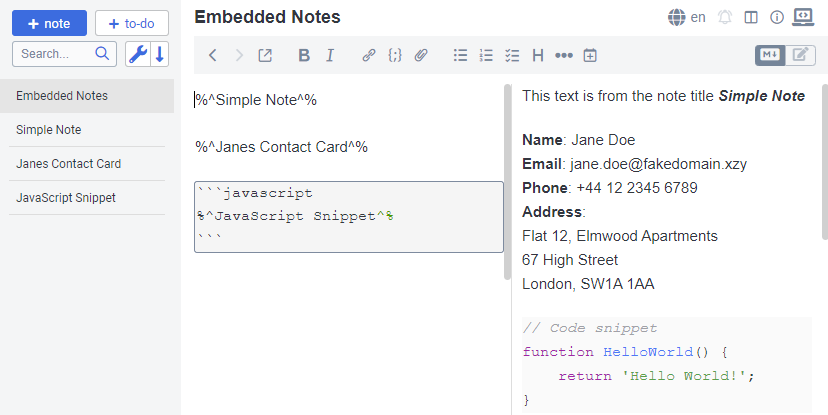 + note
+ to-do
Search...
Embedded Notes
Simple Note
Janes Contact Card
JavaScript Snippet
Embedded Notes
en
B I {;} H M↓
%^Simple Note^%
%^Janes Contact Card^%
```javascript
%^JavaScript Snippet^%
```
This text is from the note title Simple Note
Name: Jane Doe
Email: jane.doe@fakedomain.xzy
Phone: +44 12 2345 6789
Address:
Flat 12, Elmwood Apartments
67 High Street
London, SW1A 1AA
// Code snippet
function HelloWorld() {
    return 'Hello World!';
}